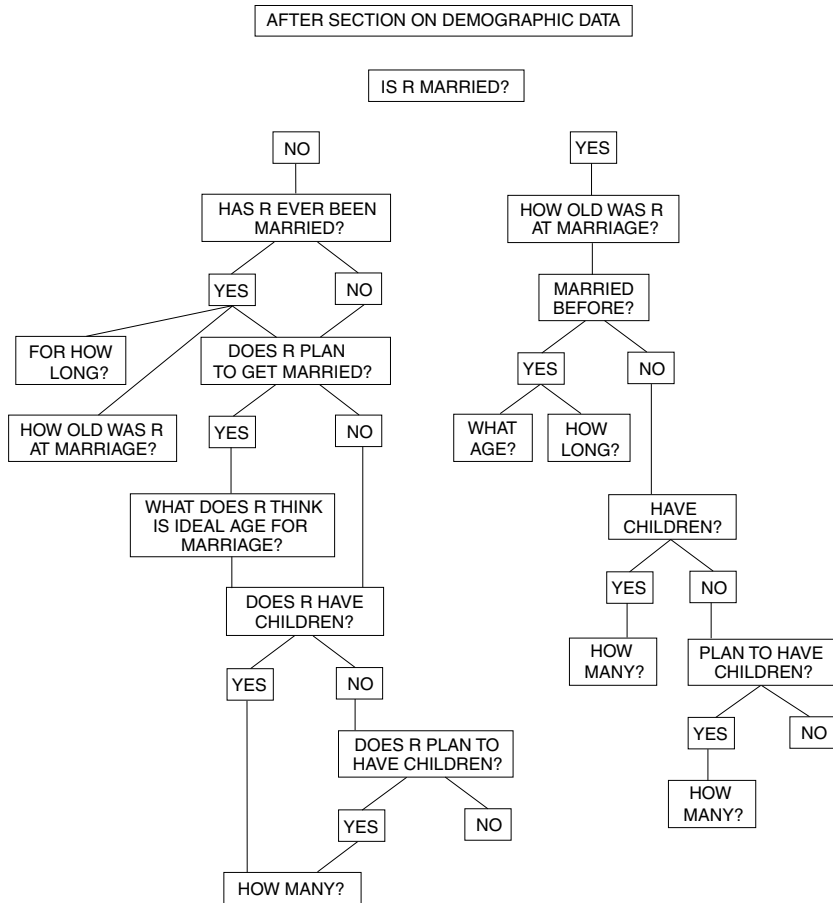 AFTER SECTION ON DEMOGRAPHIC DATA
IS R MARRIED?
NO
YES
HAS R EVER BEEN
MARRIED?
HOW OLD WAS R
AT MARRIAGE?
YES
NO
MARRIED
BEFORE?
FOR HOW
LONG?
DOES R PLAN
TO GET MARRIED?
YES
NO
HOW OLD WAS R
AT MARRIAGE?
YES
NO
WHAT
AGE?
HOW
LONG?
WHAT DOES R THINK
IS IDEAL AGE FOR
MARRIAGE?
HAVE
CHILDREN?
DOES R HAVE
CHILDREN?
YES
NO
YES
NO
HOW
MANY?
PLAN TO HAVE
CHILDREN?
DOES R PLAN TO
HAVE CHILDREN?
YES
NO
YES
NO
HOW
MANY?
HOW MANY?